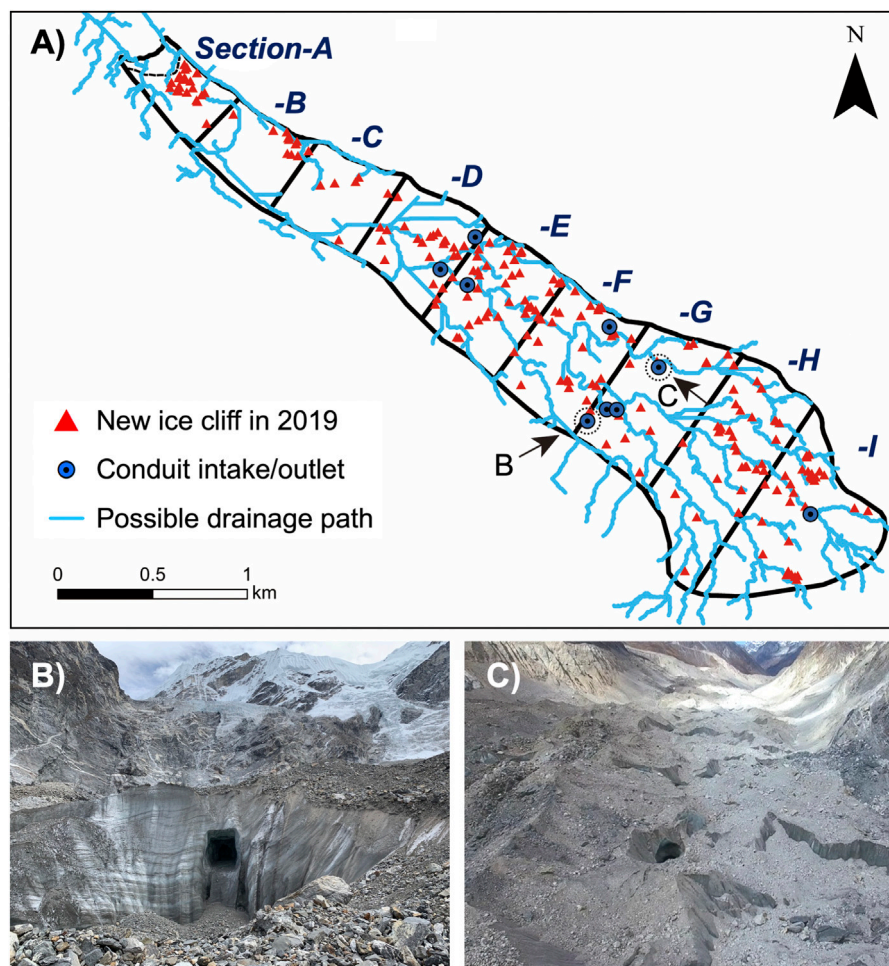 A)
Section-A
N
-B
-C
-D
-E
-F
-G
-H
C
-I
B
New ice cliff in 2019
Conduit intake/outlet
Possible drainage path
0 0.5 1
km
B)
C)